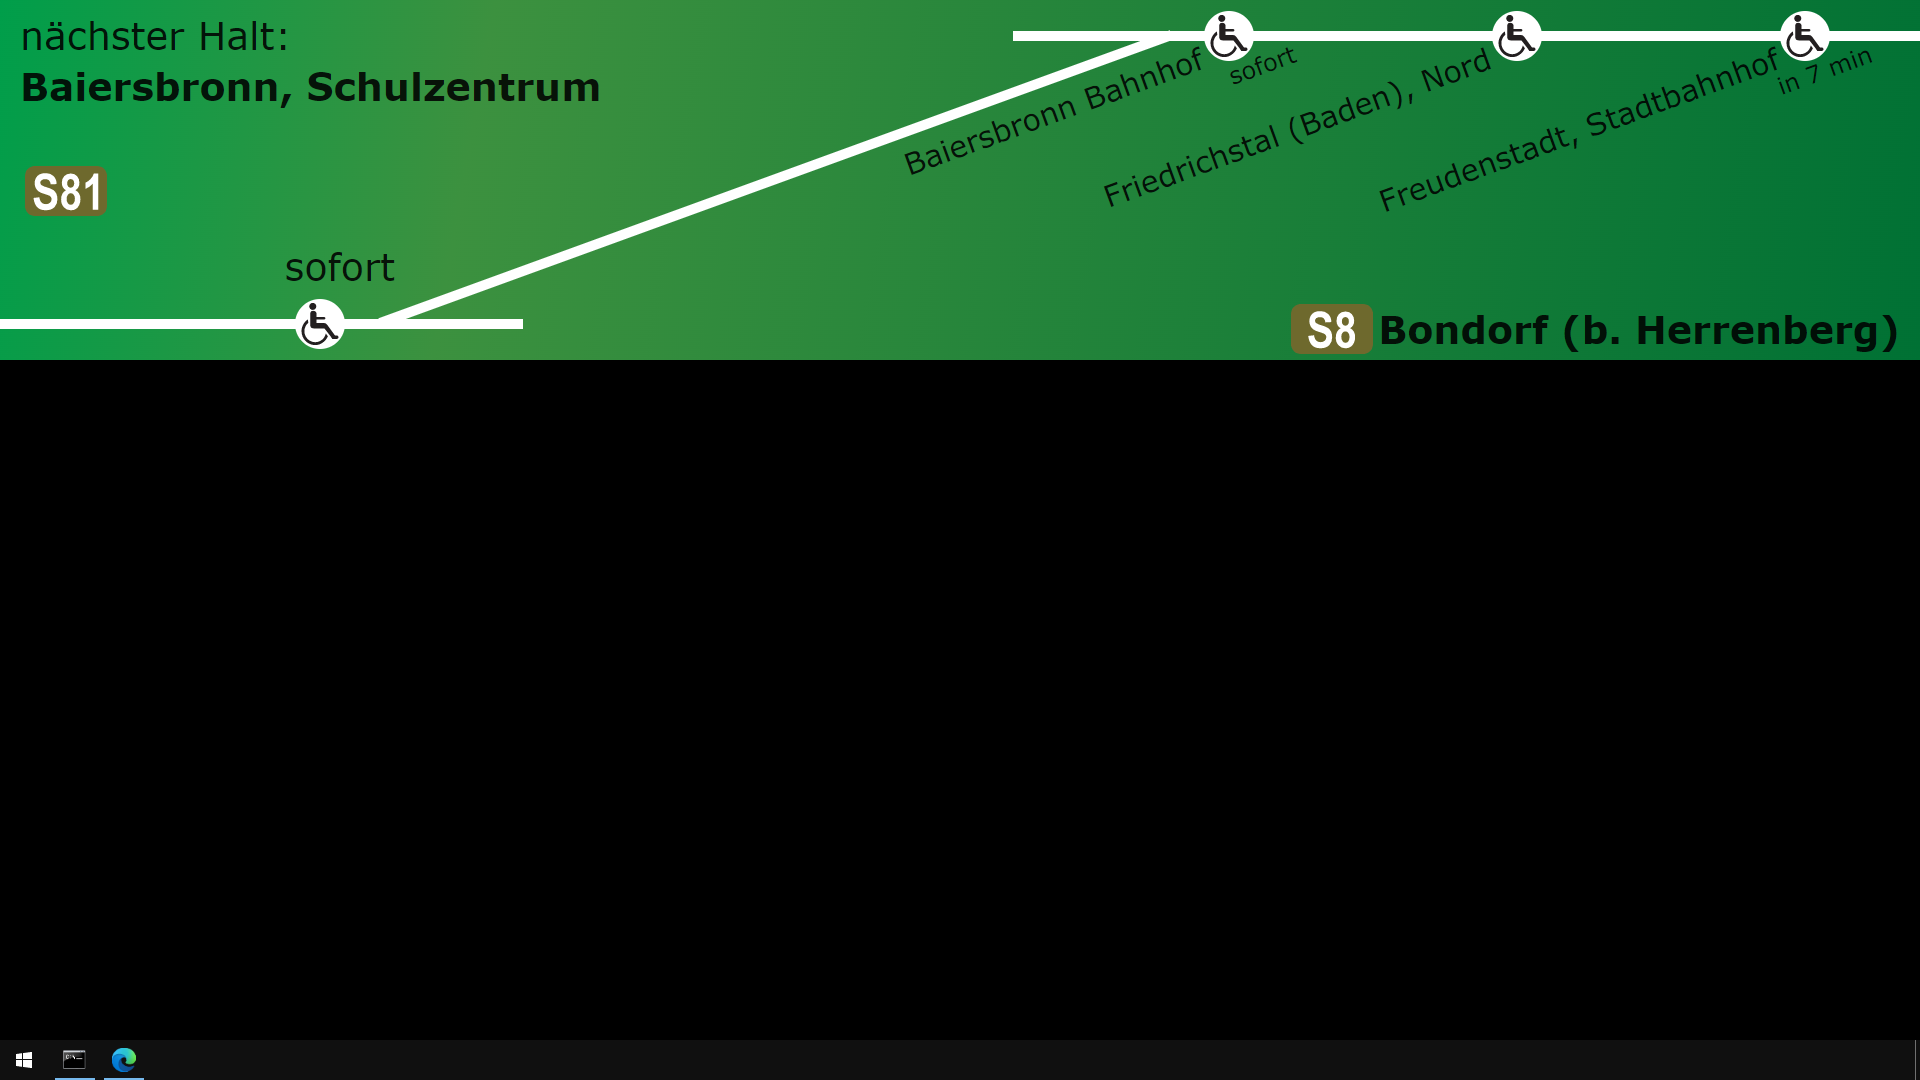 nächster Halt:
Baiersbronn, Schulzentrum
S81
sofort
Baiersbronn Bahnhof
sofort
Friedrichstal (Baden), Nord
Freudenstadt, Stadtbahnhof
in 7 min
S8 Bondorf (b. Herrenberg)